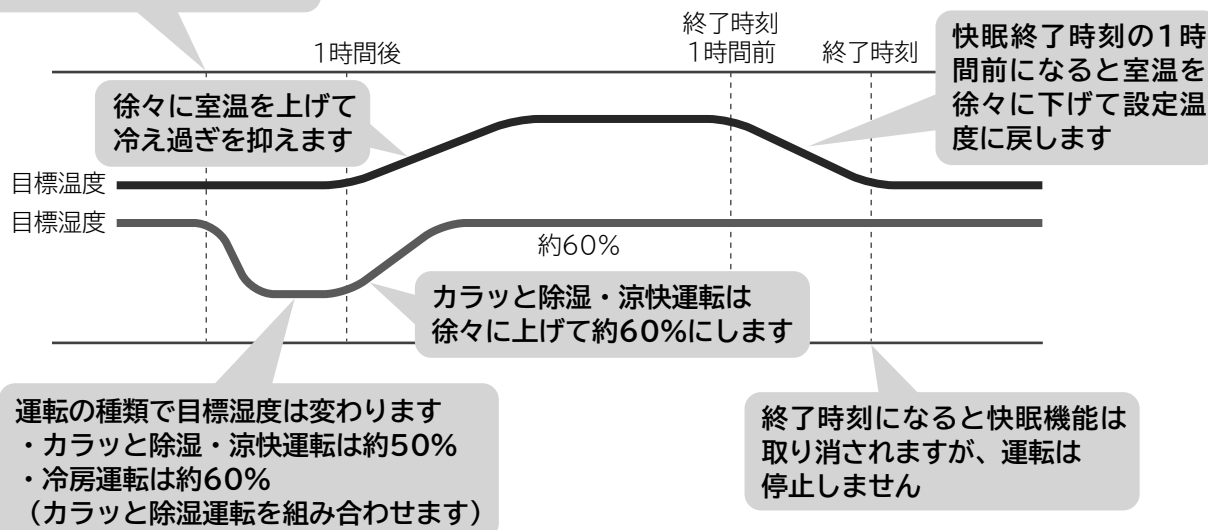 終了時刻
1時間前
1時間後
終了時刻
快眠終了時刻の1時
間前になると室温を
徐々に下げて設定温
度に戻します
徐々に室温を上げて
冷え過ぎを抑えます
目標温度
目標湿度
約60%
カラッと除湿・涼快運転は
徐々に上げて約60%にします
運転の種類で目標湿度は変わります
・カラッと除湿・涼快運転は約50%
・冷房運転は約60%
（カラッと除湿運転を組み合わせます）
終了時刻になると快眠機能は
取り消されますが、運転は
停止しません